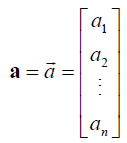 a = a⃗ = [a₁
a₂
⋮
aₙ]